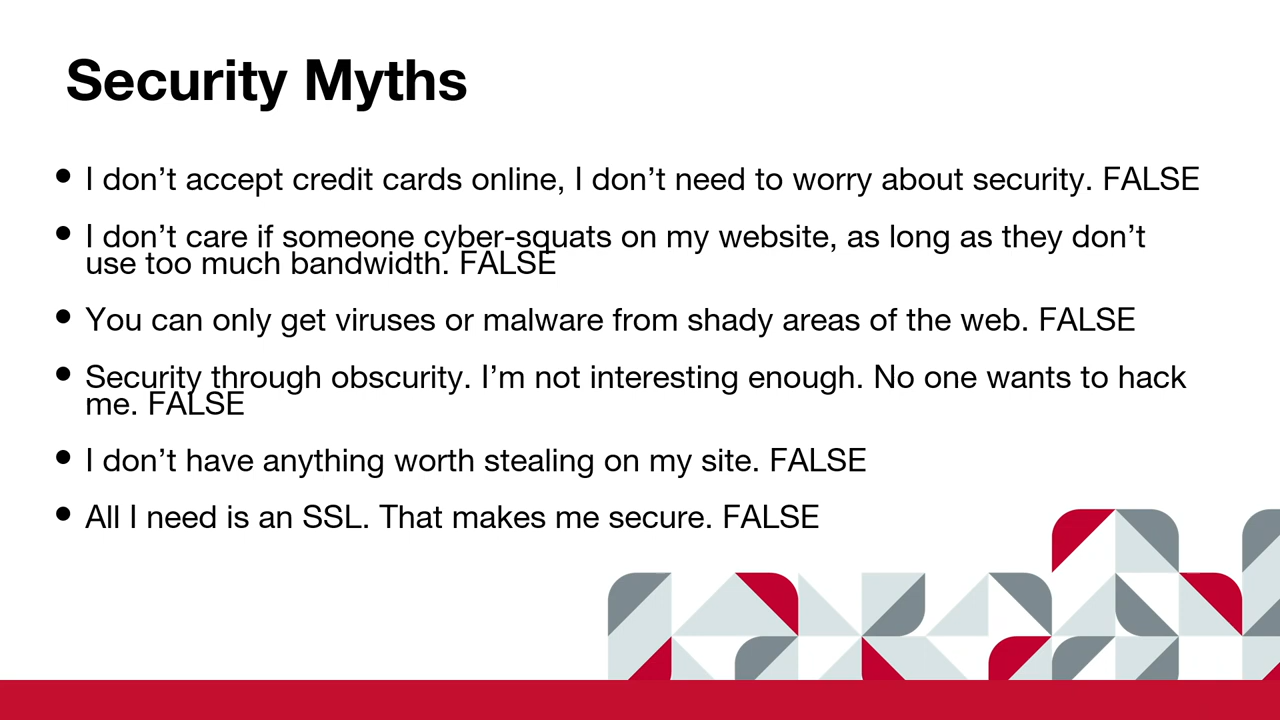 Security Myths
• I don’t accept credit cards online, I don’t need to worry about security. FALSE
• I don’t care if someone cyber-squats on my website, as long as they don’t
use too much bandwidth. FALSE
• You can only get viruses or malware from shady areas of the web. FALSE
• Security through obscurity. I’m not interesting enough. No one wants to hack
me. FALSE
• I don’t have anything worth stealing on my site. FALSE
• All I need is an SSL. That makes me secure. FALSE